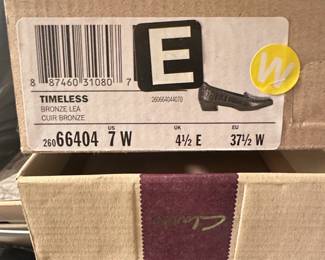 E
W
8 87460 31080 7
TIMELESS
BRONZE LEA
CUIR BRONZE
260664044070
26066404
US
7 W
UK
4½ E
EU
37½ W
Clarks